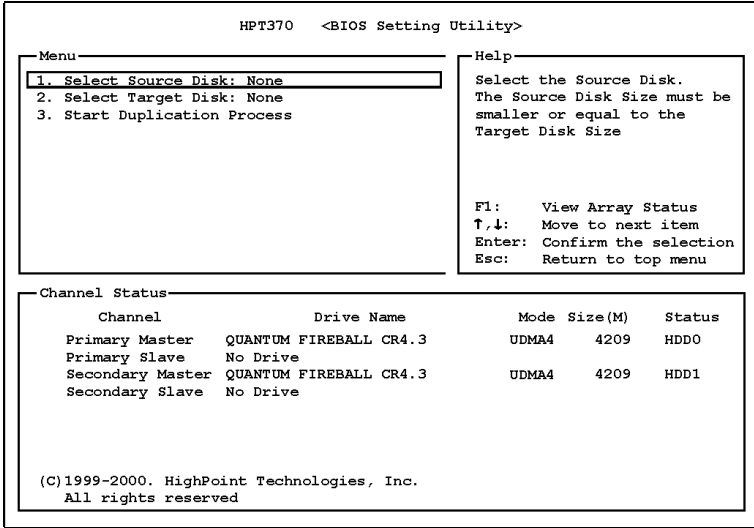 HPT370 <BIOS Setting Utility>
Menu
1. Select Source Disk: None
2. Select Target Disk: None
3. Start Duplication Process
Help
Select the Source Disk.
The Source Disk Size must be
smaller or equal to the
Target Disk Size
F1: View Array Status
↑,↓: Move to next item
Enter: Confirm the selection
Esc: Return to top menu
Channel Status
Channel Drive Name Mode Size(M) Status
Primary Master QUANTUM FIREBALL CR4.3 UDMA4 4209 HDD0
Primary Slave No Drive
Secondary Master QUANTUM FIREBALL CR4.3 UDMA4 4209 HDD1
Secondary Slave No Drive
(C)1999-2000. HighPoint Technologies, Inc.
All rights reserved